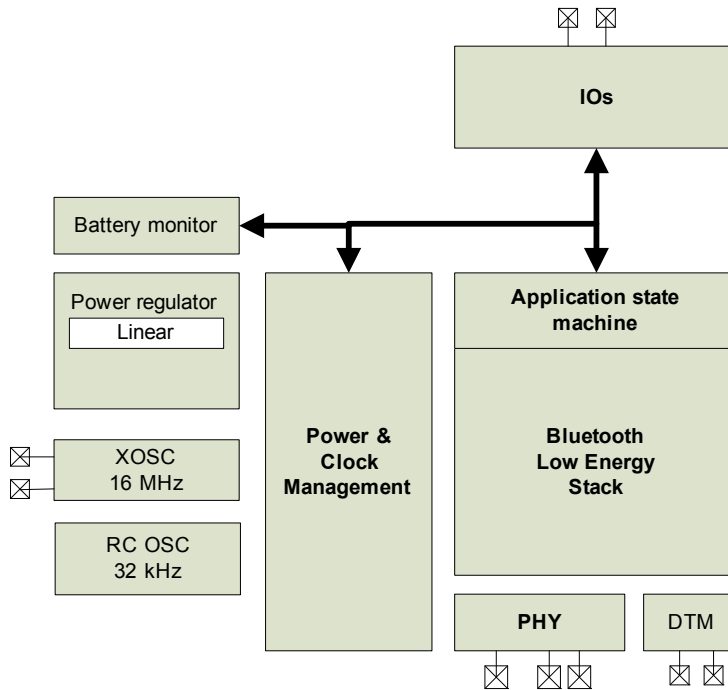 IOs
Battery monitor
Power regulator
Linear
Application state
machine
Power &
Clock
Management
Bluetooth
Low Energy
Stack
XOSC
16 MHz
RC OSC
32 kHz
PHY
DTM